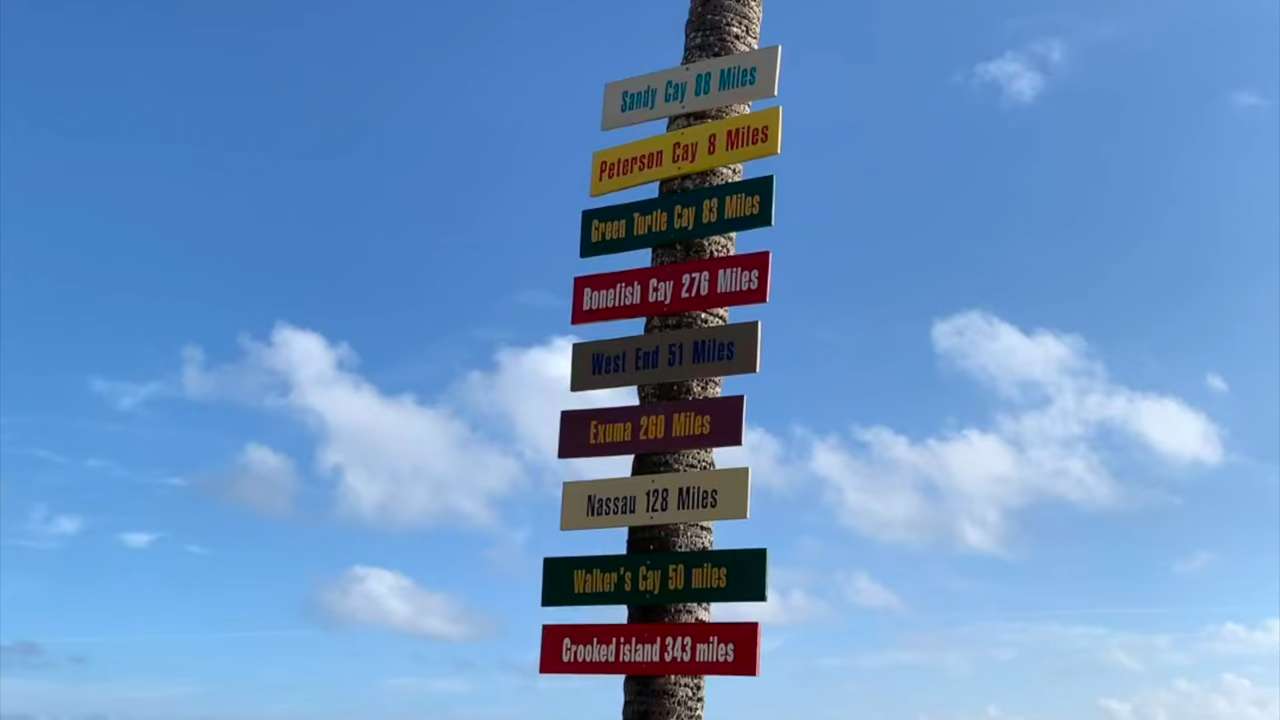 Sandy Cay 88 Miles
Peterson Cay 8 Miles
Green Turtle Cay 83 Miles
Bonefish Cay 276 Miles
West End 51 Miles
Exuma 260 Miles
Nassau 128 Miles
Walker's Cay 50 miles
Crooked island 343 miles